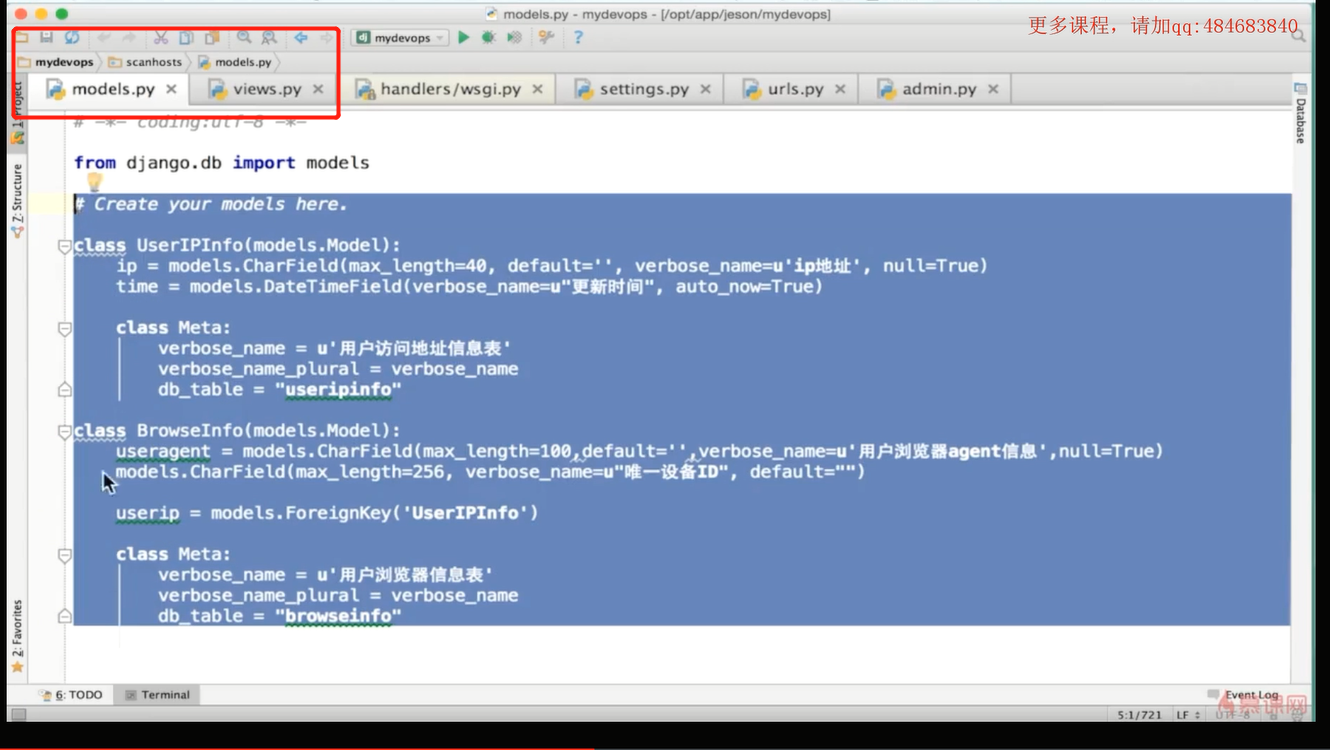 models.py - mydevops - [/opt/app/jeson/mydevops]
更多课程，请加qq:484683840
mydevops
mydevops scanhosts models.py
models.py views.py handlers/wsgi.py settings.py urls.py admin.py
1: Project
Z: Structure
2: Favorites
Database
# -*- coding:utf-8 -*-
from django.db import models
# Create your models here.
class UserIPInfo(models.Model):
ip = models.CharField(max_length=40, default='', verbose_name=u'ip地址', null=True)
time = models.DateTimeField(verbose_name=u"更新时间", auto_now=True)
class Meta:
verbose_name = u'用户访问地址信息表'
verbose_name_plural = verbose_name
db_table = "useripinfo"
class BrowseInfo(models.Model):
useragent = models.CharField(max_length=100,default='',verbose_name=u'用户浏览器agent信息',null=True)
models.CharField(max_length=256, verbose_name=u"唯一设备ID", default="")
userip = models.ForeignKey('UserIPInfo')
class Meta:
verbose_name = u'用户浏览器信息表'
verbose_name_plural = verbose_name
db_table = "browseinfo"
6: TODO Terminal Event Log
慕课网
5:1/721 LF UTF-8